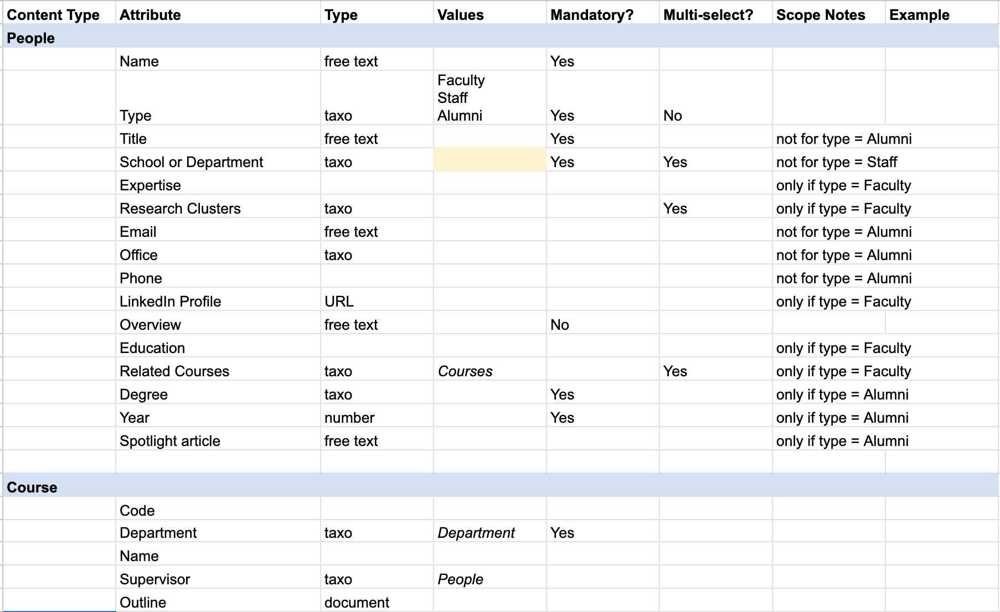 Content Type Attribute Type Values Mandatory? Multi-select? Scope Notes Example
People
Name free text Yes
Faculty
Staff
Type taxo Alumni Yes No
Title free text Yes not for type = Alumni
School or Department taxo Yes Yes not for type = Staff
Expertise only if type = Faculty
Research Clusters taxo Yes only if type = Faculty
Email free text not for type = Alumni
Office taxo not for type = Alumni
Phone not for type = Alumni
LinkedIn Profile URL only if type = Faculty
Overview free text No
Education only if type = Faculty
Related Courses taxo Courses Yes only if type = Faculty
Degree taxo Yes only if type = Alumni
Year number Yes only if type = Alumni
Spotlight article free text only if type = Alumni
Course
Code
Department taxo Department Yes
Name
Supervisor taxo People
Outline document